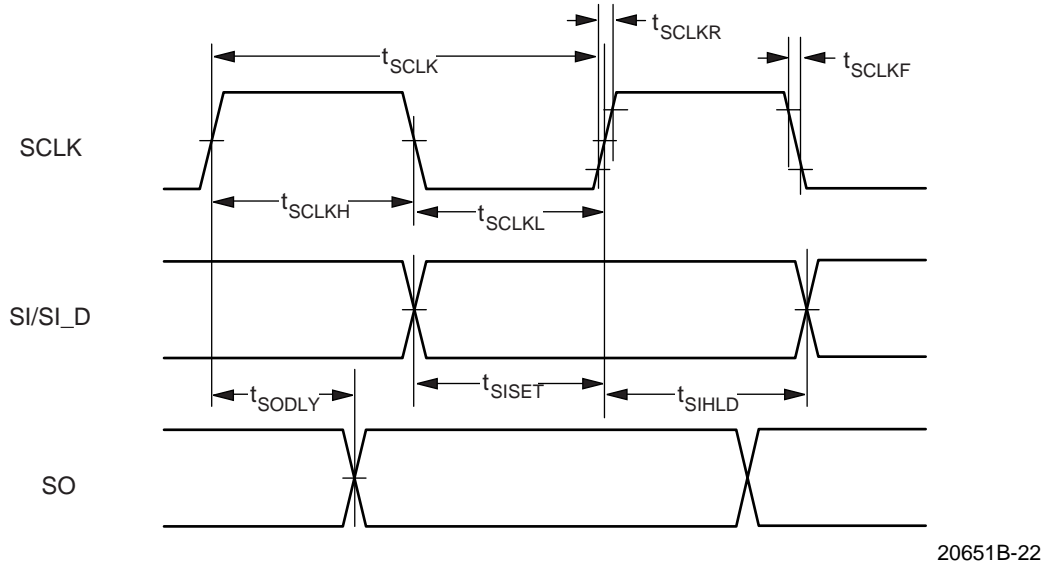 tSCLKR
tSCLK
tSCLKF
SCLK
tSCLKH
tSCLKL
SI/SI_D
tSISET
tSODLY
tSIHLD
SO
20651B-22